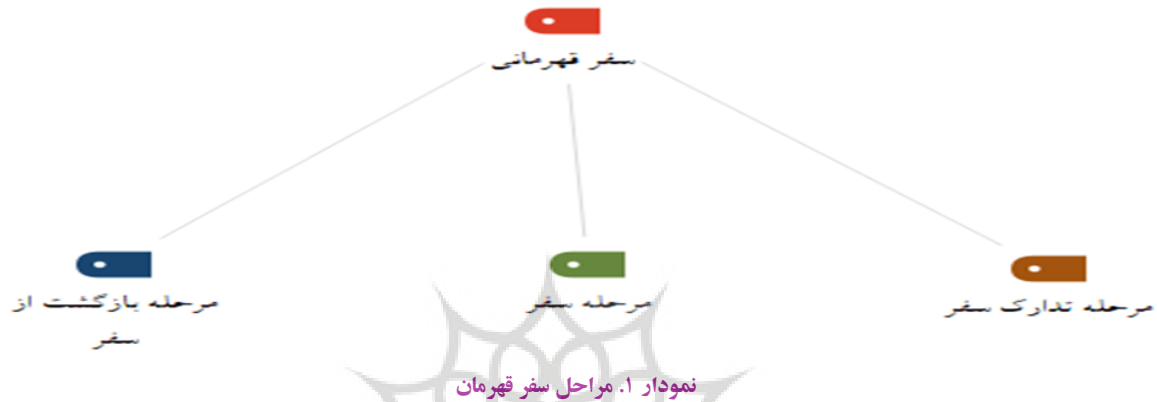 سفر قهرمانی
مرحله تدارک سفر
مرحله سفر
مرحله بازگشت از
سفر
نمودار ۱. مراحل سفر قهرمان